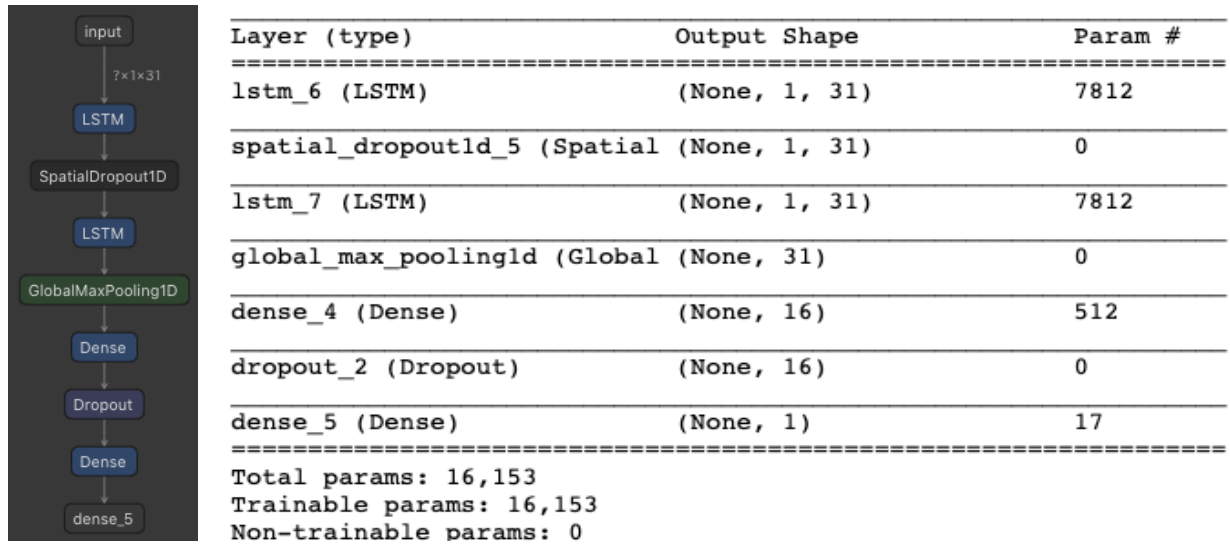 input
?×1×31
LSTM
SpatialDropout1D
LSTM
GlobalMaxPooling1D
Dense
Dropout
Dense
dense_5
Layer (type) Output Shape Param #
=================================================================
lstm_6 (LSTM) (None, 1, 31) 7812
spatial_dropout1d_5 (Spatial (None, 1, 31) 0
lstm_7 (LSTM) (None, 1, 31) 7812
global_max_pooling1d (Global (None, 31) 0
dense_4 (Dense) (None, 16) 512
dropout_2 (Dropout) (None, 16) 0
dense_5 (Dense) (None, 1) 17
=================================================================
Total params: 16,153
Trainable params: 16,153
Non-trainable params: 0